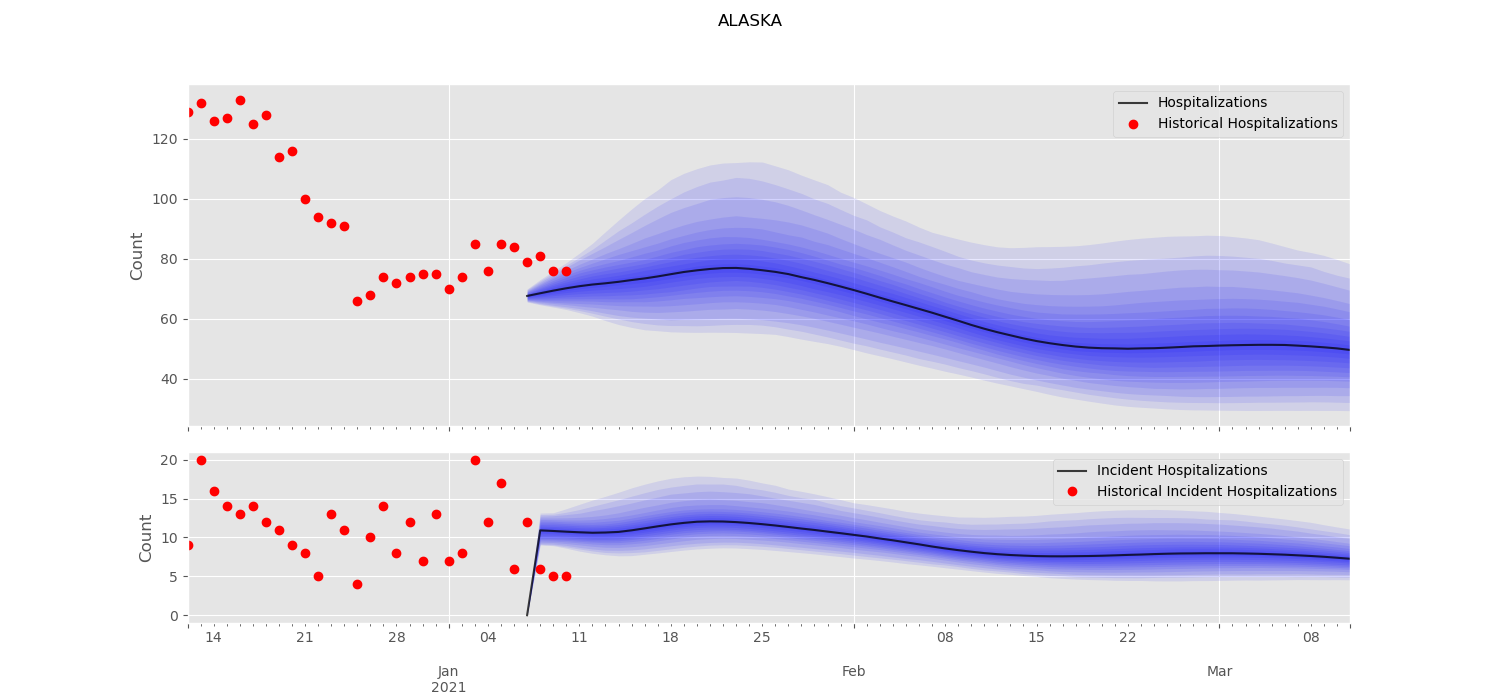 ALASKA
Hospitalizations
Historical Hospitalizations
Count
120
100
80
60
40
Incident Hospitalizations
Historical Incident Hospitalizations
Count
20
15
10
5
0
14 21 28 04 11 18 25 08 15 22 08
Jan Feb Mar
2021